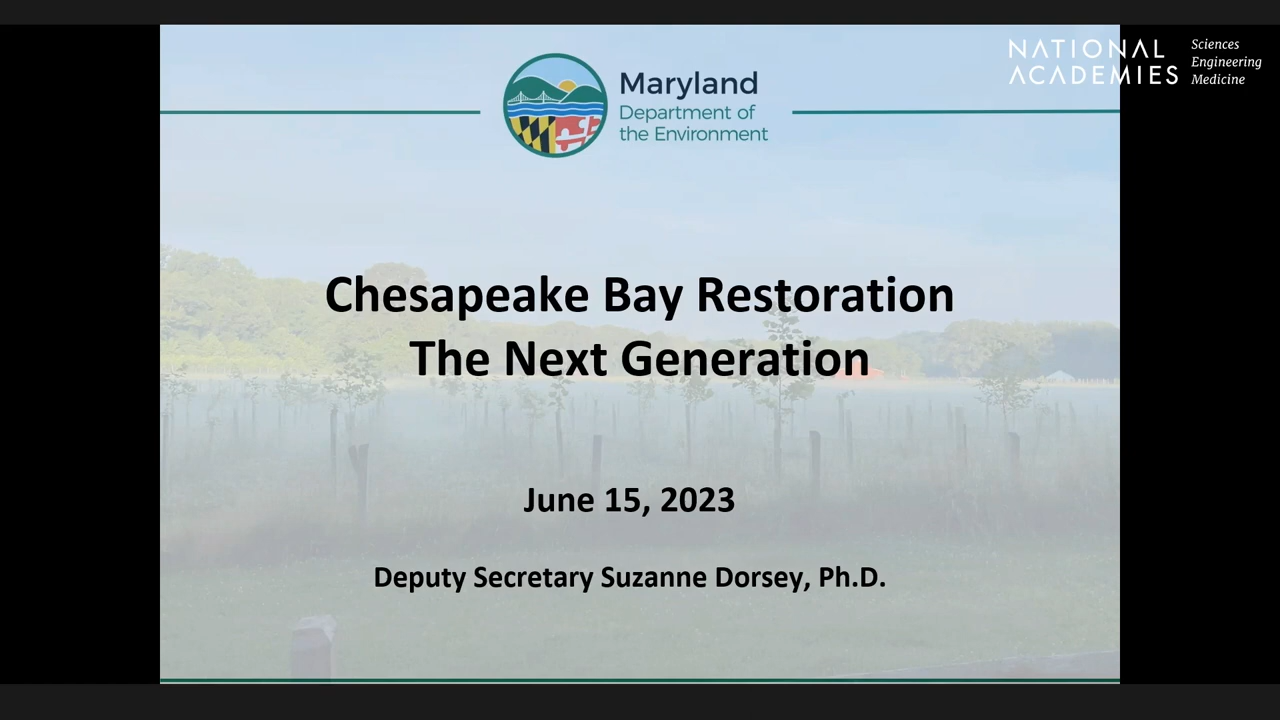 NATIONAL
ACADEMIES
Sciences
Engineering
Medicine
Maryland
Department of
the Environment
Chesapeake Bay Restoration
The Next Generation
June 15, 2023
Deputy Secretary Suzanne Dorsey, Ph.D.